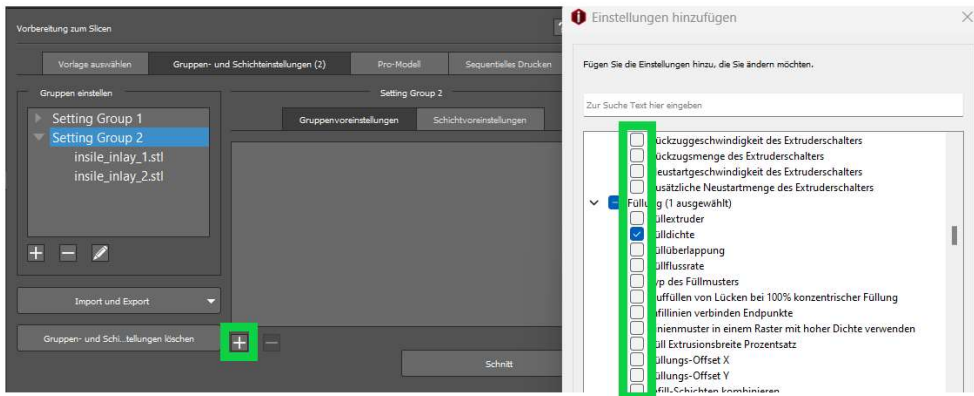 Vorbereitung zum Slicen
?
Vorlage auswählen
Gruppen- und Schichteinstellungen (2)
Pro-Modell
Sequentielles Drucken
Gruppen einstellen
Setting Group 1
Setting Group 2
insile_inlay_1.stl
insile_inlay_2.stl
Import und Export
Gruppen- und Schi...tellungen löschen
Setting Group 2
Gruppenvoreinstellungen
Schichtvoreinstellungen
Schnitt
Einstellungen hinzufügen
Fügen Sie die Einstellungen hinzu, die Sie ändern möchten.
Zur Suche Text hier eingeben
ückzuggeschwindigkeit des Extruderschalters
ückzugsmenge des Extruderschalters
eustartgeschwindigkeit des Extruderschalters
usätzliche Neustartmenge des Extruderschalters
Füllung (1 ausgewählt)
üllextruder
ülldichte
üllüberlappung
üllflussrate
yp des Füllmusters
uffüllen von Lücken bei 100% konzentrischer Füllung
nfillinien verbinden Endpunkte
nienmuster in einem Raster mit hoher Dichte verwenden
üll Extrusionsbreite Prozentsatz
üllungs-Offset X
üllungs-Offset Y
nfill-Schichten kombinieren